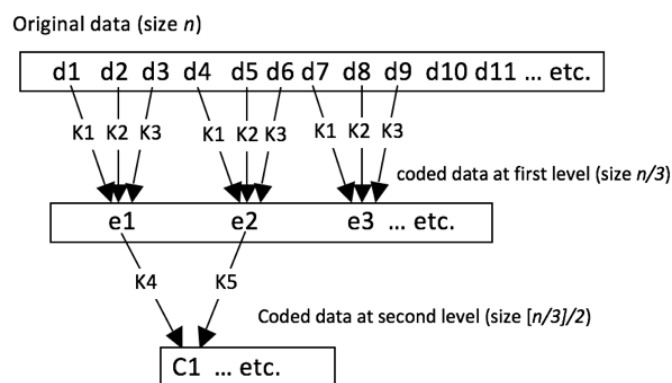 Original data (size n)
d1 d2 d3 d4 d5 d6 d7 d8 d9 d10 d11 ... etc.
K1 K2 K3 K1 K2 K3 K1 K2 K3
coded data at first level (size n/3)
e1 e2 e3 ... etc.
K4 K5
Coded data at second level (size [n/3]/2)
C1 ... etc.